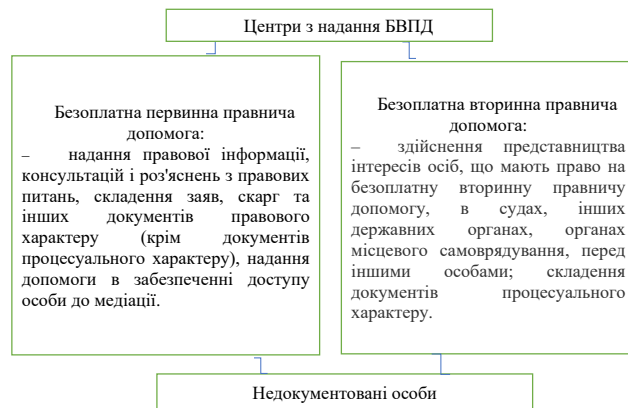 Центри з надання БВПД
Безоплатна первинна правнича
допомога:
– надання правової інформації,
консультацій і роз'яснень з правових
питань, складення заяв, скарг та
інших документів правового
характеру (крім документів
процесуального характеру), надання
допомоги в забезпеченні доступу
особи до медіації.
Безоплатна вторинна правнича
допомога:
– здійснення представництва
інтересів осіб, що мають право на
безоплатну вторинну правничу
допомогу, в судах, інших
державних органах, органах
місцевого самоврядування, перед
іншими особами; складення
документів процесуального
характеру.
Недокументовані особи